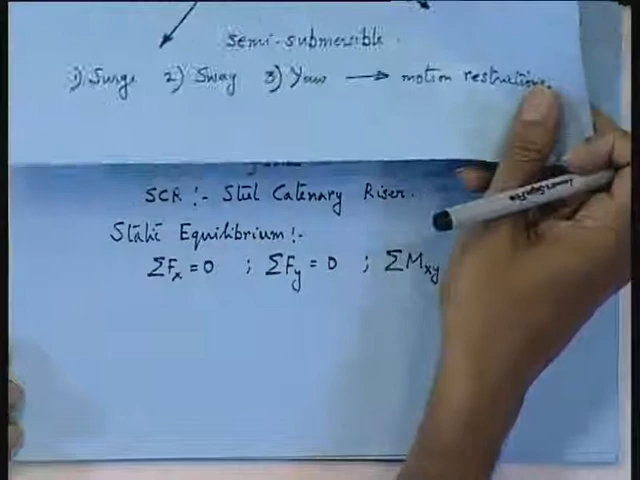 semi-submersible.
1) Surge 2) Sway 3) Yaw → motion restrictions.
SCR :- Steel Catenary Riser.
Static Equilibrium :-
ΣFx = 0 ; ΣFy = 0 ; ΣMxy